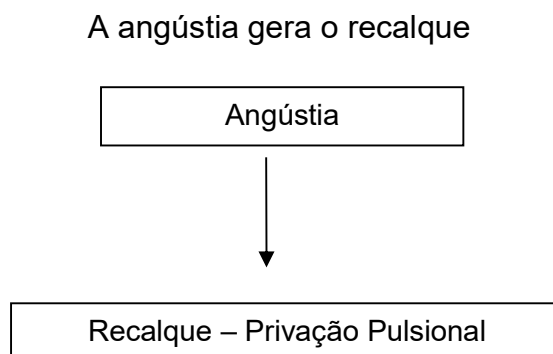 A angústia gera o recalque
Angústia
Recalque – Privação Pulsional